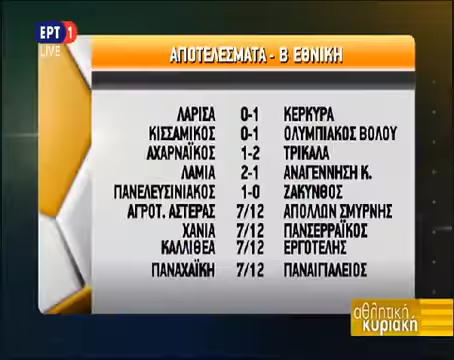 ΕΡΤ1
LIVE
ΑΠΟΤΕΛΕΣΜΑΤΑ - Β ΕΘΝΙΚΗ
ΛΑΡΙΣΑ 0-1 ΚΕΡΚΥΡΑ
ΚΙΣΣΑΜΙΚΟΣ 0-1 ΟΛΥΜΠΙΑΚΟΣ ΒΟΛΟΥ
ΑΧΑΡΝΑΪΚΟΣ 1-2 ΤΡΙΚΑΛΑ
ΛΑΜΙΑ 2-1 ΑΝΑΓΕΝΝΗΣΗ Κ.
ΠΑΝΕΛΕΥΣΙΝΙΑΚΟΣ 1-0 ΖΑΚΥΝΘΟΣ
ΑΓΡΟΤ. ΑΣΤΕΡΑΣ 7/12 ΑΠΟΛΛΩΝ ΣΜΥΡΝΗΣ
ΧΑΝΙΑ 7/12 ΠΑΝΣΕΡΡΑΪΚΟΣ
ΚΑΛΛΙΘΕΑ 7/12 ΕΡΓΟΤΕΛΗΣ
ΠΑΝΑΧΑΪΚΗ 7/12 ΠΑΝΑΙΓΙΑΛΕΙΟΣ
αθλητική
κυριακή